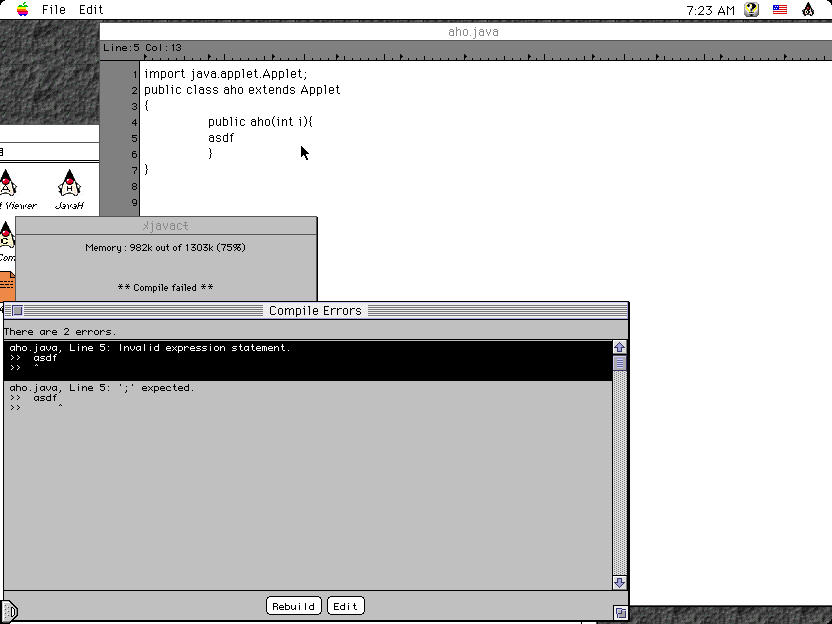 File Edit 7:23 AM
aho.java
Line:5 Col:13
1 import java.applet.Applet;
2 public class aho extends Applet
3 {
4 public aho(int i){
5 asdf
6 }
7 }
8
9
Viewer JavaH
javact
Memory : 982k out of 1303k (75%)
** Compile failed **
Compile Errors
There are 2 errors.
aho.java, Line 5: Invalid expression statement.
>> asdf
>> ^
aho.java, Line 5: ';' expected.
>> asdf
>> ^
Rebuild Edit